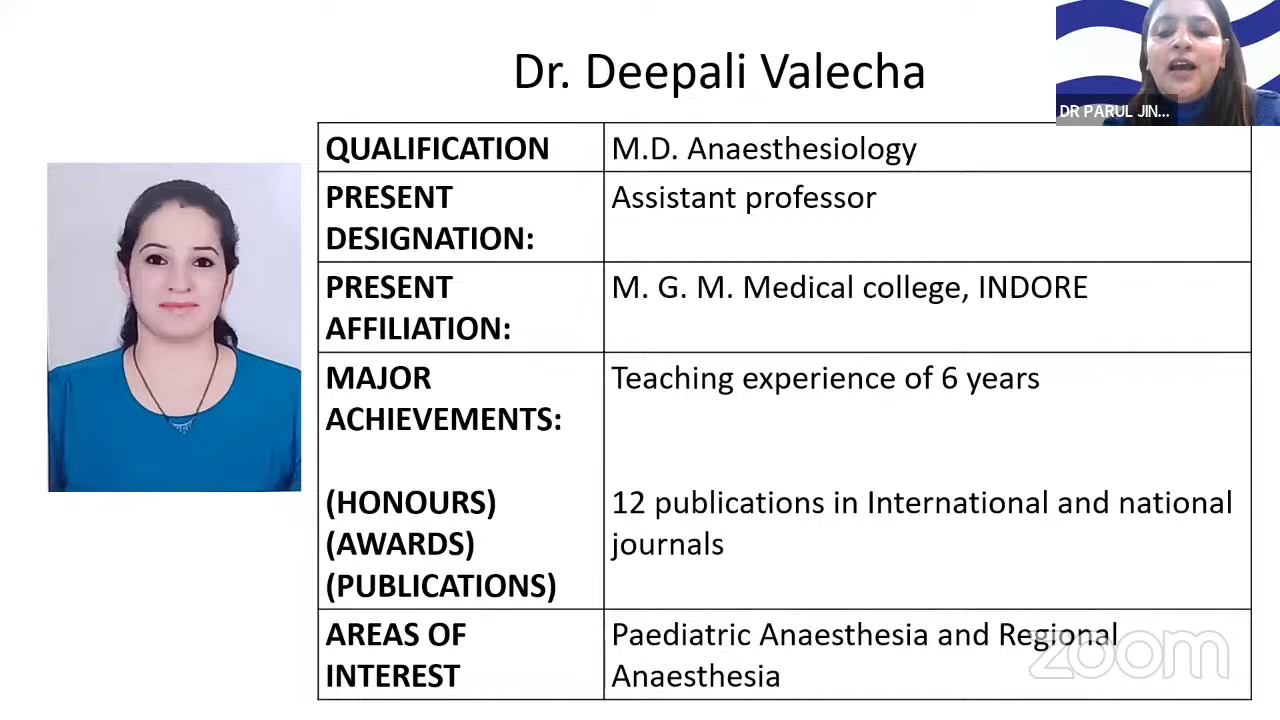 Dr. Deepali Valecha
DR PARUL JIN...
QUALIFICATION
M.D. Anaesthesiology
PRESENT
DESIGNATION:
Assistant professor
PRESENT
AFFILIATION:
M. G. M. Medical college, INDORE
MAJOR
ACHIEVEMENTS:
(HONOURS)
(AWARDS)
(PUBLICATIONS)
Teaching experience of 6 years
12 publications in International and national
journals
AREAS OF
INTEREST
Paediatric Anaesthesia and Regional
Anaesthesia
zoom